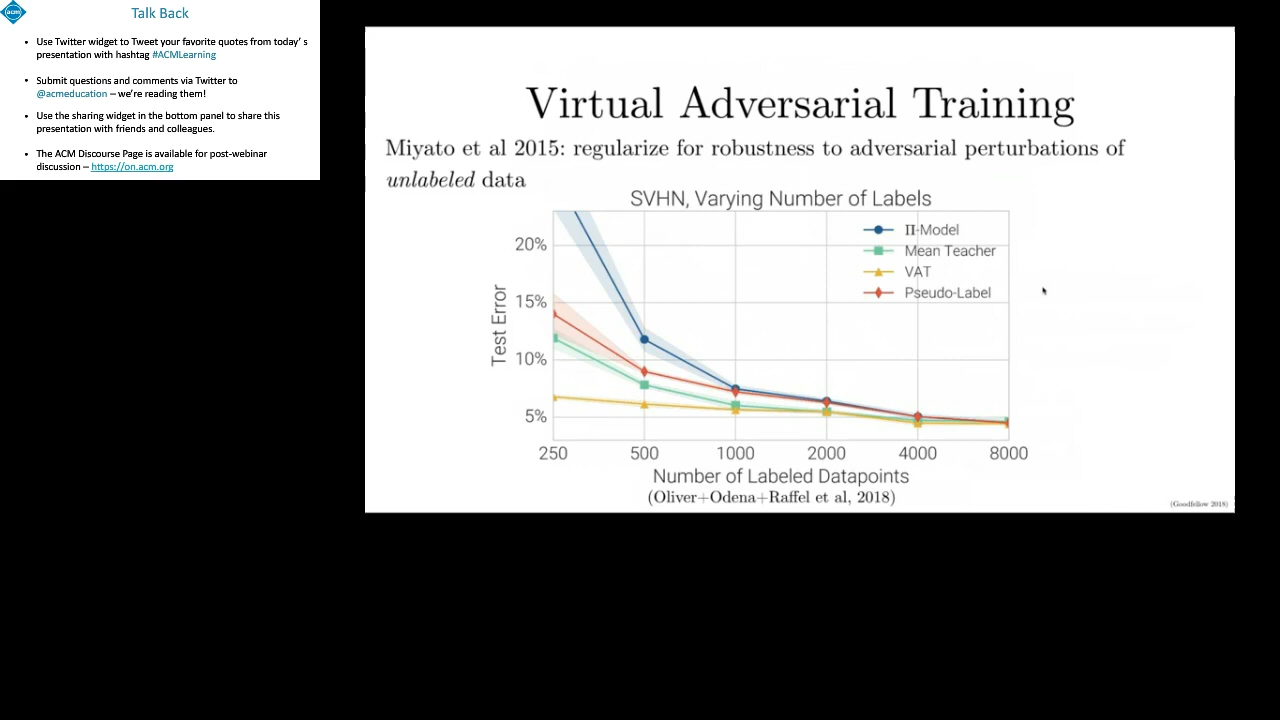 acm
Talk Back
• Use Twitter widget to Tweet your favorite quotes from today' s
presentation with hashtag #ACMLearning
• Submit questions and comments via Twitter to
@acmeducation – we're reading them!
• Use the sharing widget in the bottom panel to share this
presentation with friends and colleagues.
• The ACM Discourse Page is available for post-webinar
discussion – https://on.acm.org
Virtual Adversarial Training
Miyato et al 2015: regularize for robustness to adversarial perturbations of
unlabeled data
SVHN, Varying Number of Labels
Π-Model
Mean Teacher
VAT
Pseudo-Label
Test Error
20%
15%
10%
5%
250 500 1000 2000 4000 8000
Number of Labeled Datapoints
(Oliver+Odena+Raffel et al, 2018)
(Goodfellow 2018)